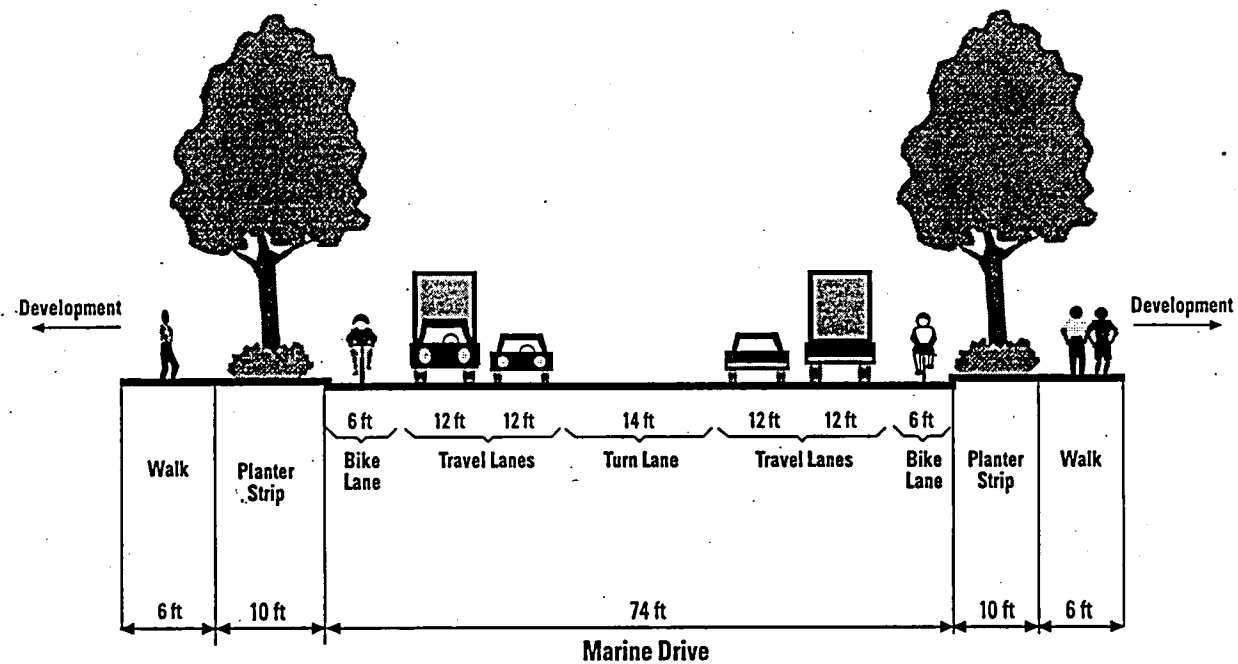 Development
Development
6 ft
12 ft 12 ft
14 ft
12 ft 12 ft
6 ft
Walk
Planter
Strip
Bike
Lane
Travel Lanes
Turn Lane
Travel Lanes
Bike
Lane
Planter
Strip
Walk
6 ft
10 ft
74 ft
10 ft
6 ft
Marine Drive